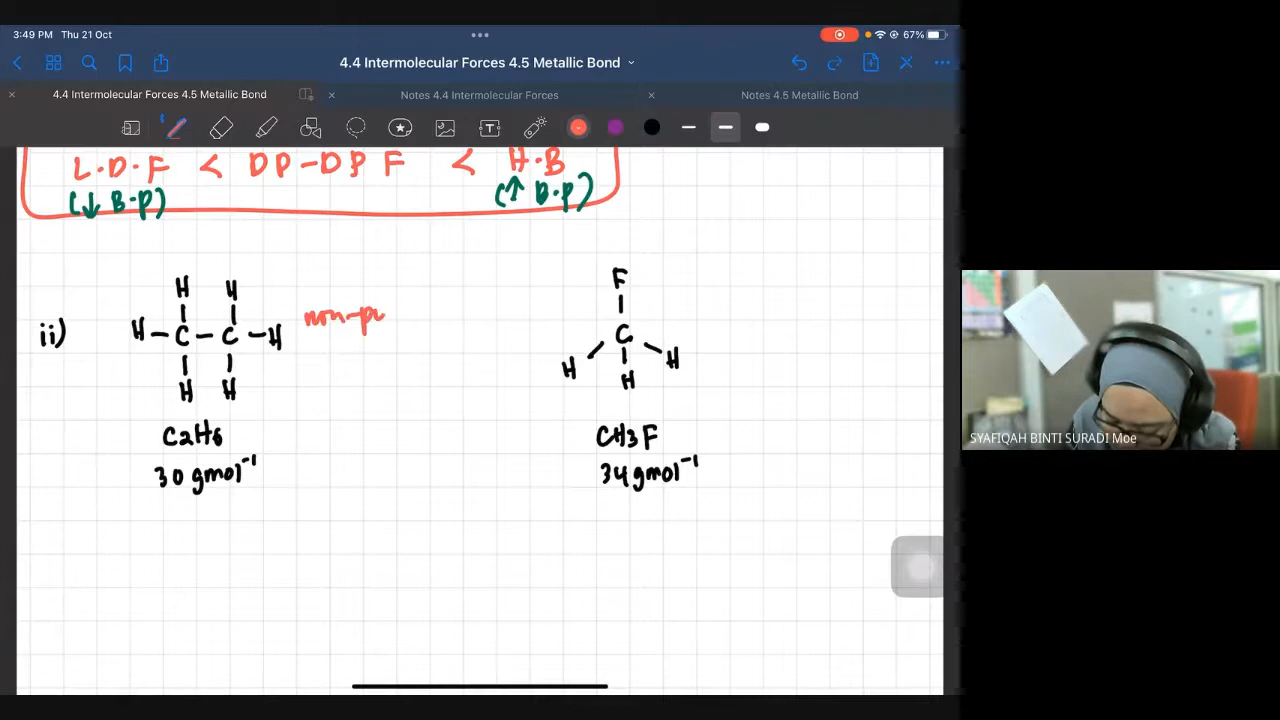 3:49 PM Thu 21 Oct
67%
4.4 Intermolecular Forces 4.5 Metallic Bond
4.4 Intermolecular Forces 4.5 Metallic Bond
Notes 4.4 Intermolecular Forces
Notes 4.5 Metallic Bond
L.D.F < DP-DP F < H.B
(↓ B.p) (↑ B.p)
ii)
H H
H - C - C - H
H H
non-po
C2H6
30 gmol⁻¹
F
C
H H H
CH3F
34 gmol⁻¹
SYAFIQAH BINTI SURADI Moe